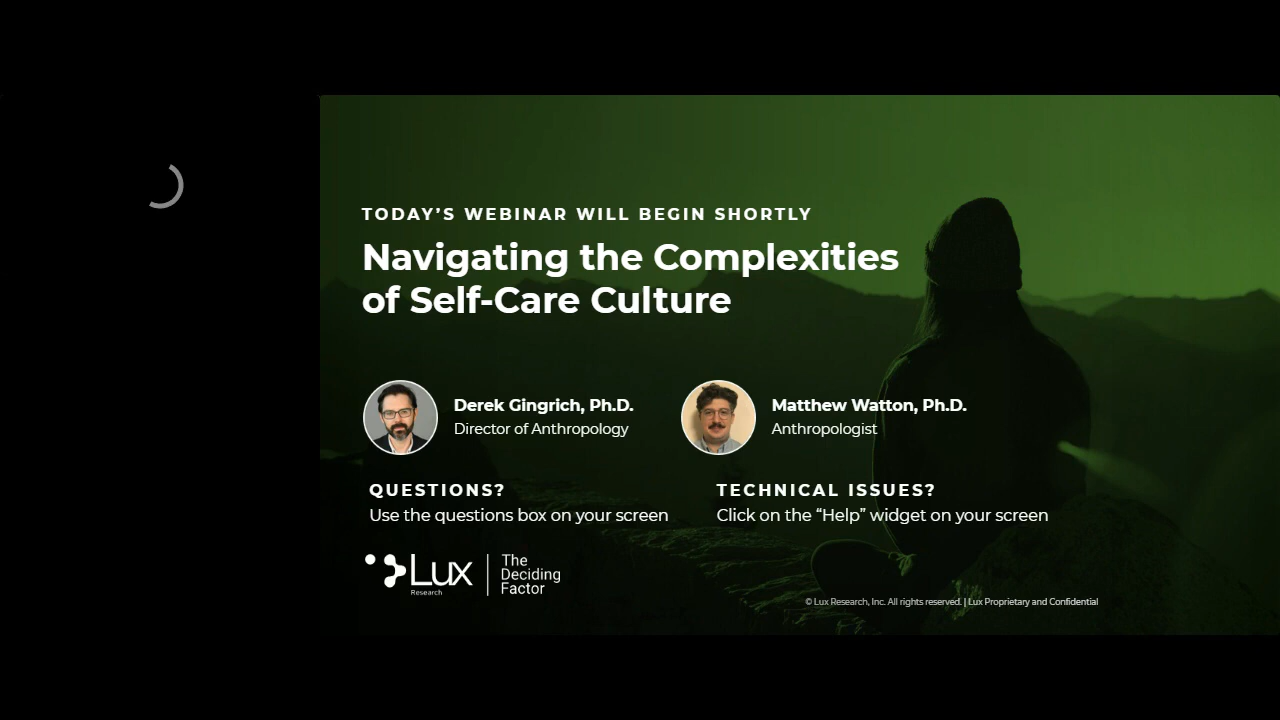 TODAY’S WEBINAR WILL BEGIN SHORTLY
Navigating the Complexities
of Self-Care Culture
Derek Gingrich, Ph.D.
Director of Anthropology
Matthew Watton, Ph.D.
Anthropologist
QUESTIONS?
Use the questions box on your screen
TECHNICAL ISSUES?
Click on the “Help” widget on your screen
Lux
Research
The
Deciding
Factor
© Lux Research, Inc. All rights reserved. | Lux Proprietary and Confidential